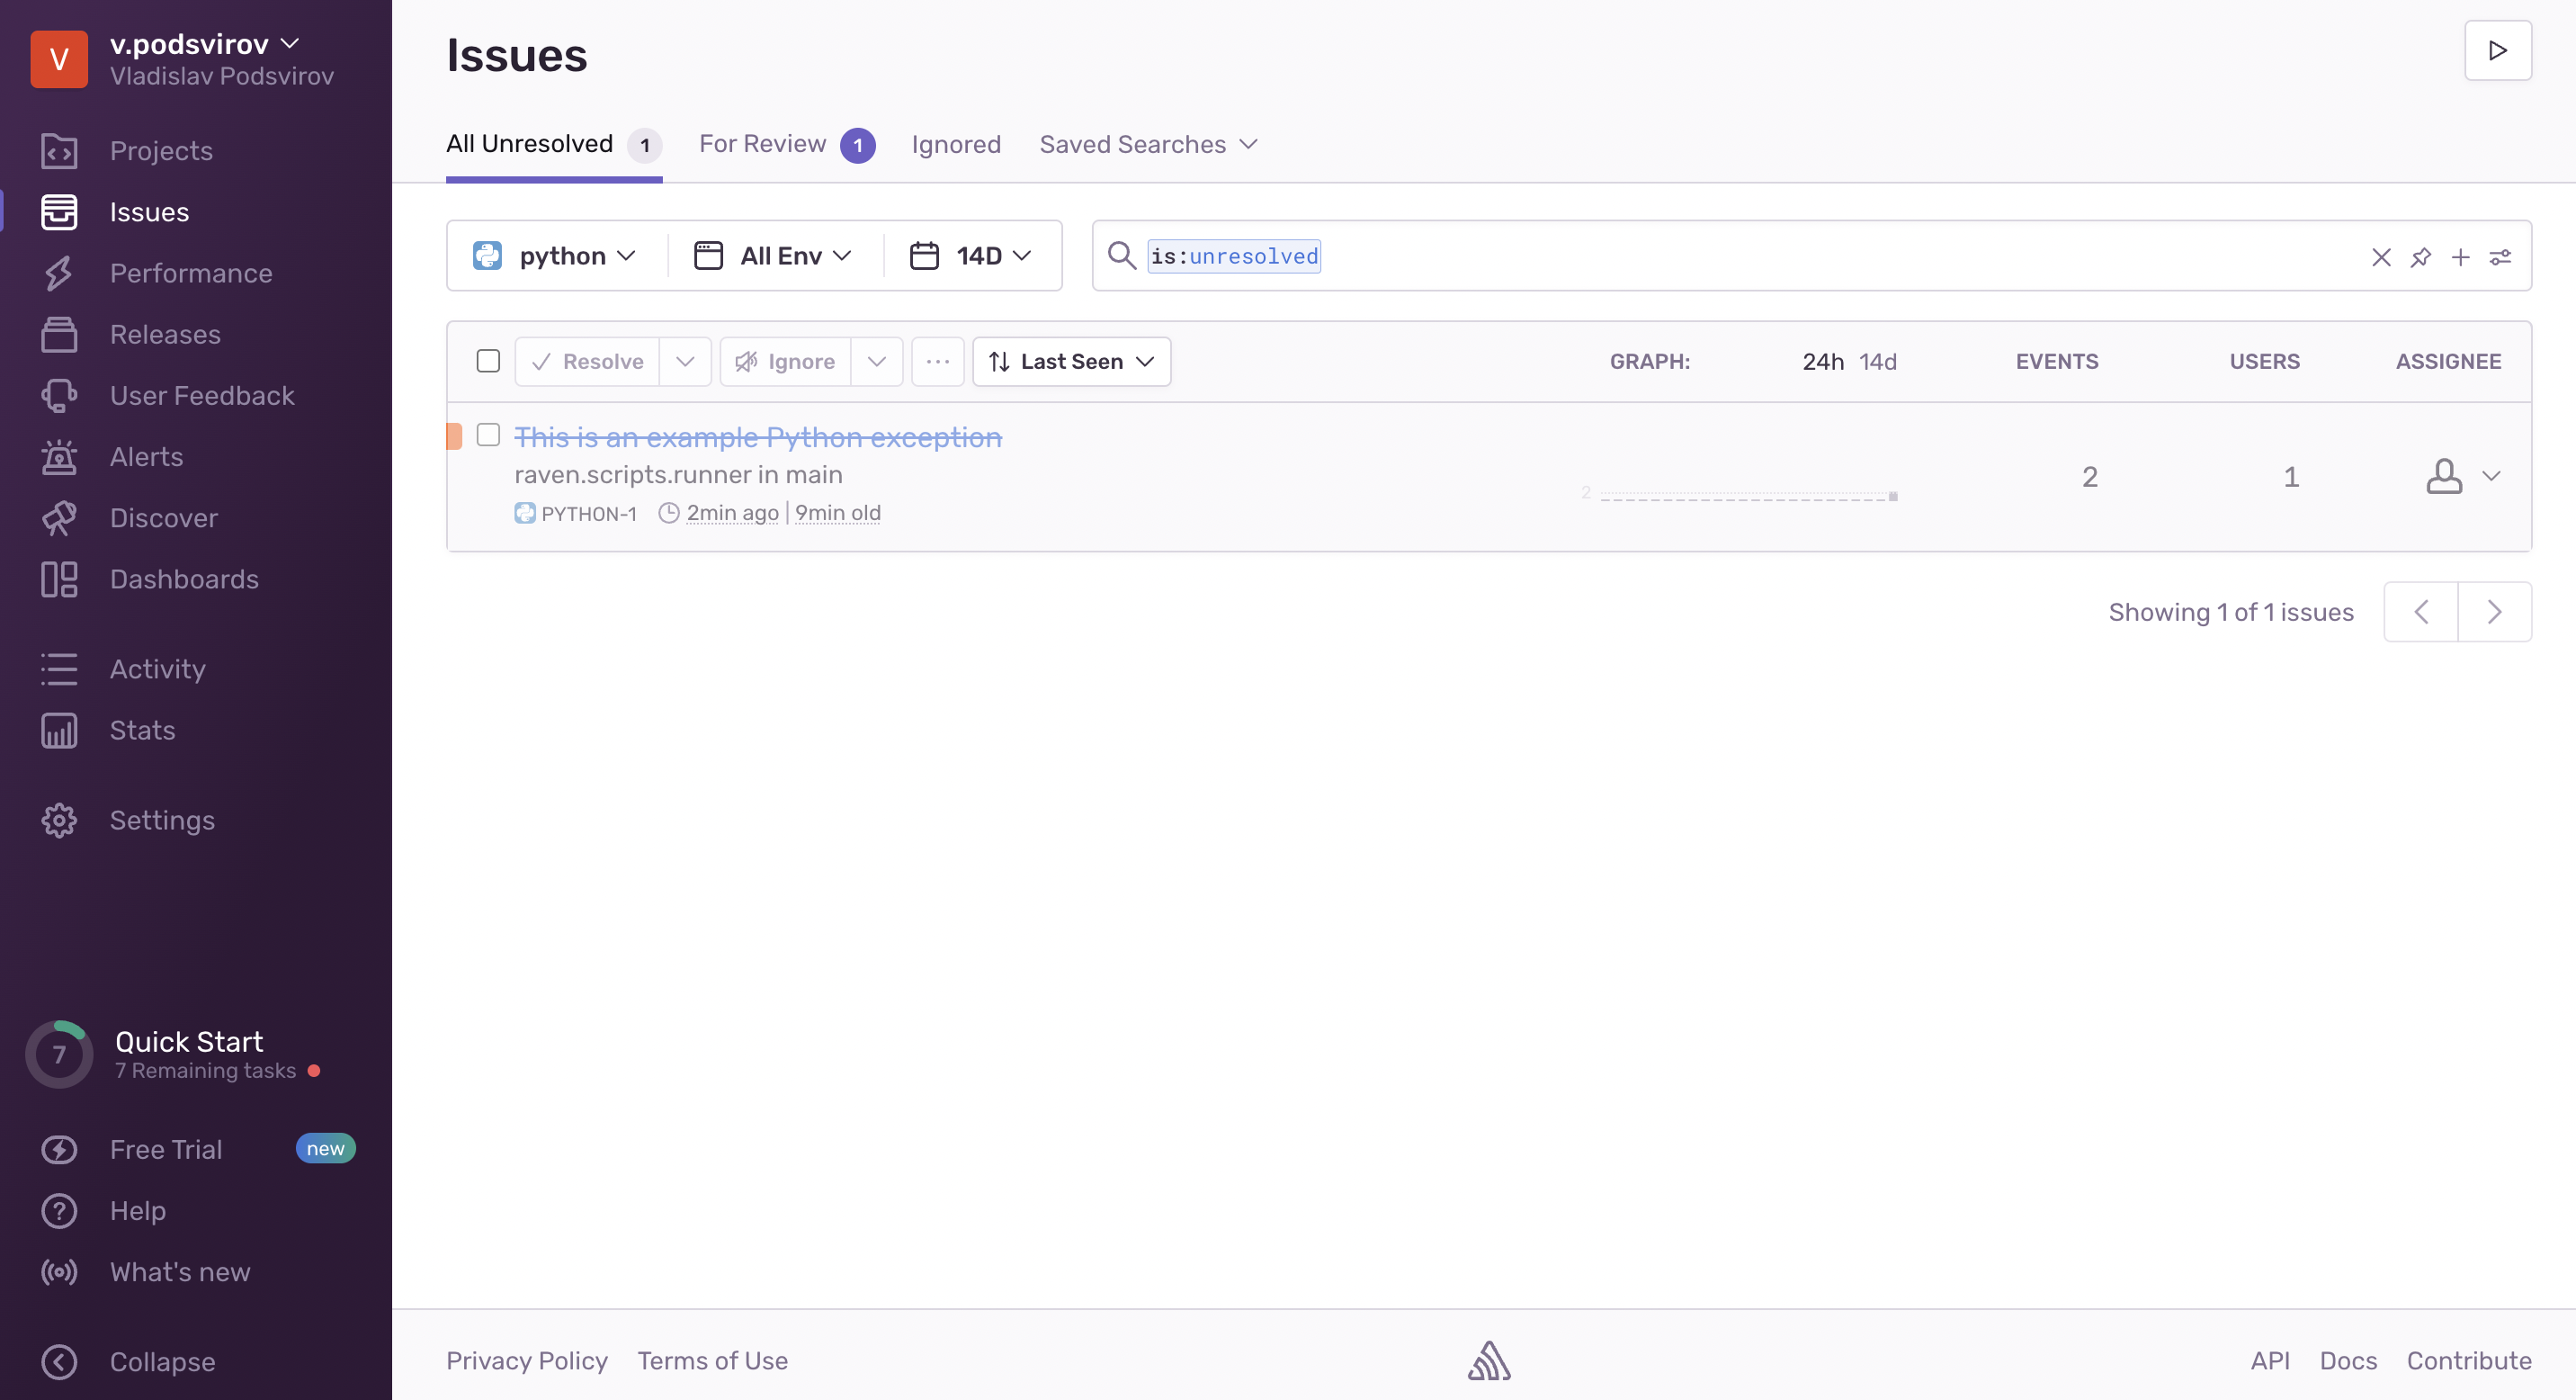 V
v.podsvirov
Vladislav Podsvirov
Projects
Issues
Performance
Releases
User Feedback
Alerts
Discover
Dashboards
Activity
Stats
Settings
7
Quick Start
7 Remaining tasks
Free Trial new
Help
What's new
Collapse
Issues
All Unresolved 1 For Review 1 Ignored Saved Searches
python All Env 14D is:unresolved
Resolve Ignore ... Last Seen GRAPH: 24h 14d EVENTS USERS ASSIGNEE
This is an example Python exception
raven.scripts.runner in main
PYTHON-1 2min ago | 9min old
2 2 1
Showing 1 of 1 issues
Privacy Policy Terms of Use API Docs Contribute